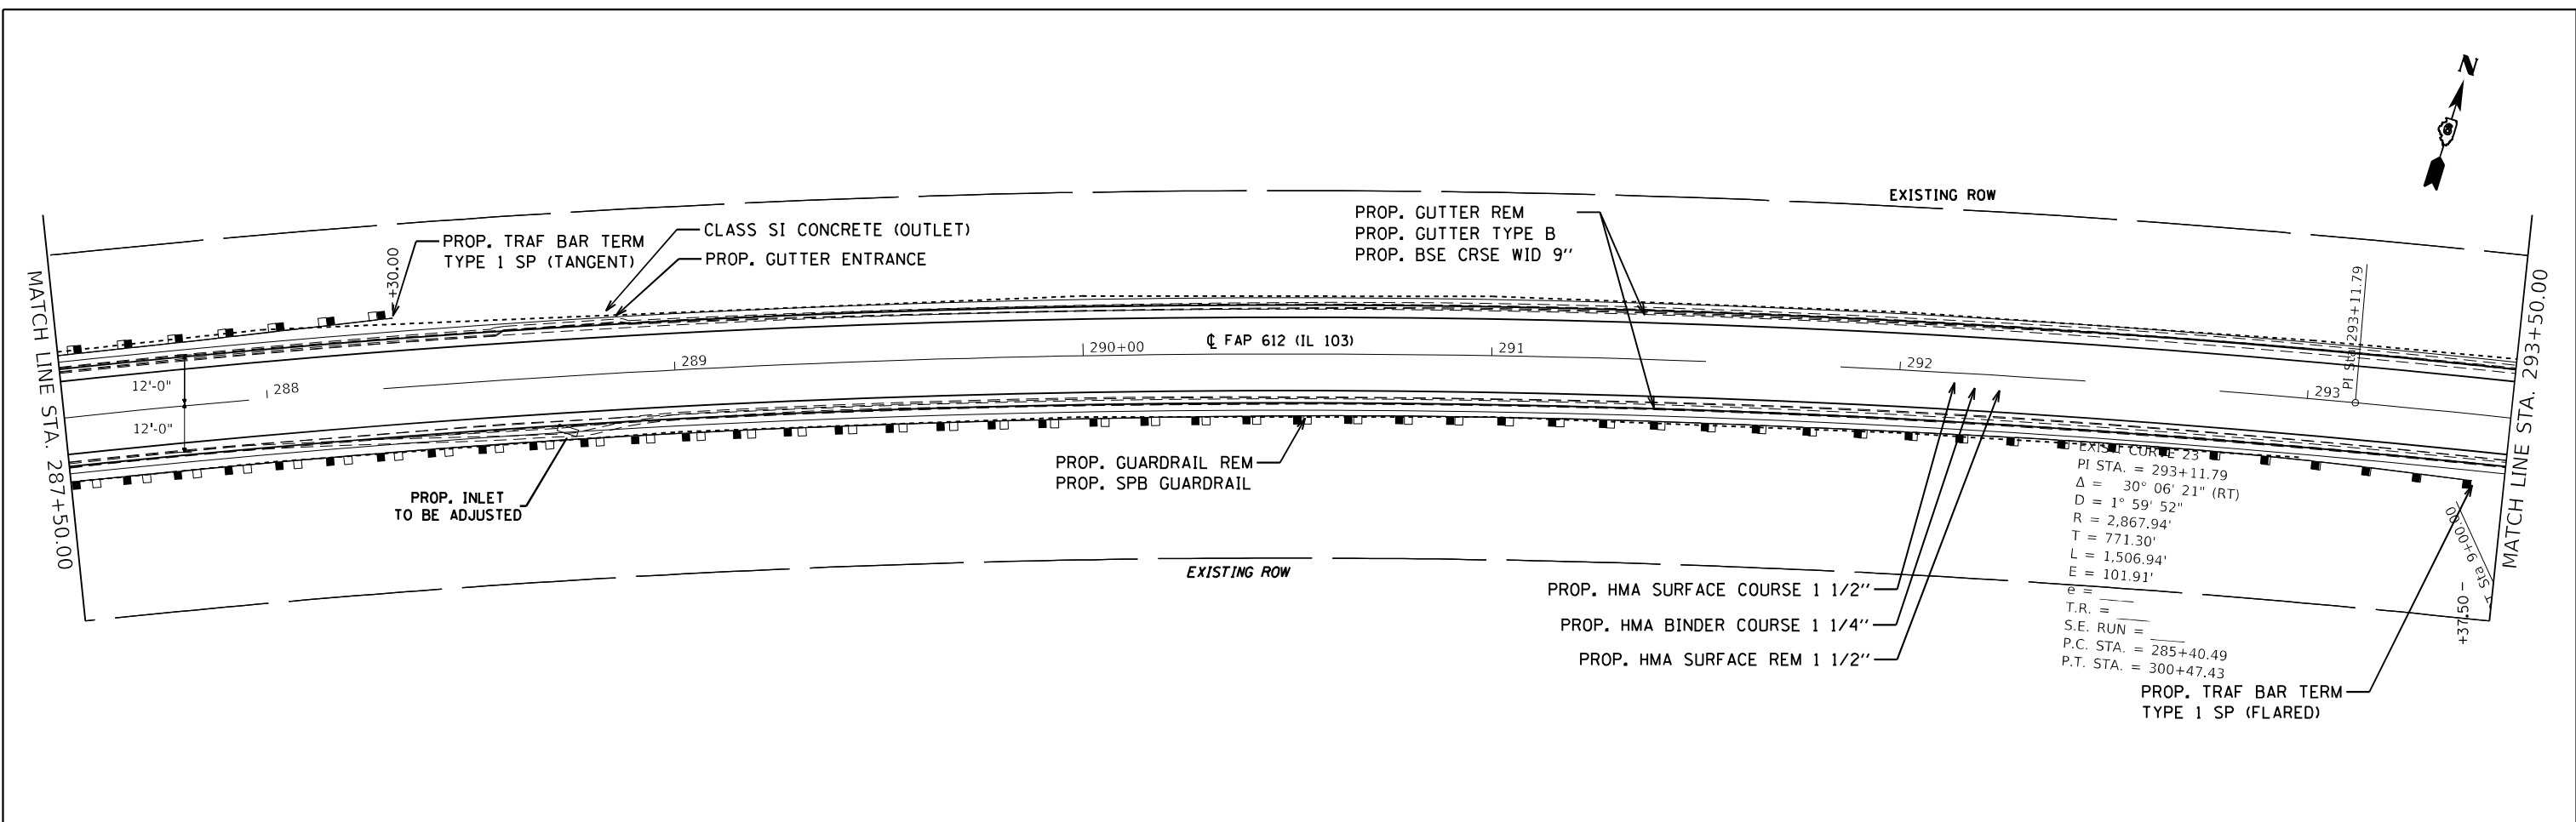 N
EXISTING ROW
PROP. GUTTER REM
PROP. GUTTER TYPE B
PROP. BSE CRSE WID 9"
CLASS SI CONCRETE (OUTLET)
PROP. GUTTER ENTRANCE
PROP. TRAF BAR TERM
TYPE 1 SP (TANGENT)
+30.00
MATCH LINE STA. 287+50.00
MATCH LINE STA. 293+50.00
PI Sta 293+11.79
℄ FAP 612 (IL 103)
288
289
290+00
291
292
293
12'-0"
12'-0"
PROP. GUARDRAIL REM
PROP. SPB GUARDRAIL
PROP. INLET
TO BE ADJUSTED
EXISTING ROW
PROP. HMA SURFACE COURSE 1 1/2"
PROP. HMA BINDER COURSE 1 1/4"
PROP. HMA SURFACE REM 1 1/2"
EXIST CURVE 23
PI STA. = 293+11.79
Δ = 30° 06' 21" (RT)
D = 1° 59' 52"
R = 2,867.94'
T = 771.30'
L = 1,506.94'
E = 101.91'
e = ____
T.R. = ____
S.E. RUN = ____
P.C. STA. = 285+40.49
P.T. STA. = 300+47.43
Sta 9+00.00
+37.50
PROP. TRAF BAR TERM
TYPE 1 SP (FLARED)